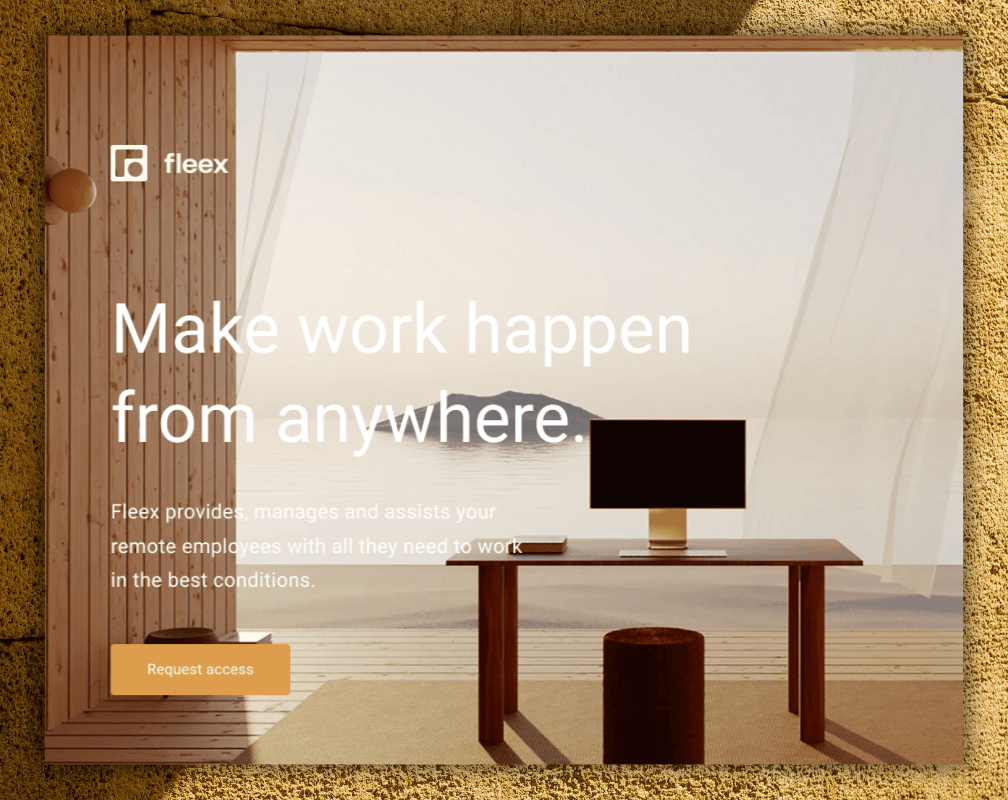 fleex
Make work happen
from anywhere.
Fleex provides, manages and assists your
remote employees with all they need to work
in the best conditions.
Request access